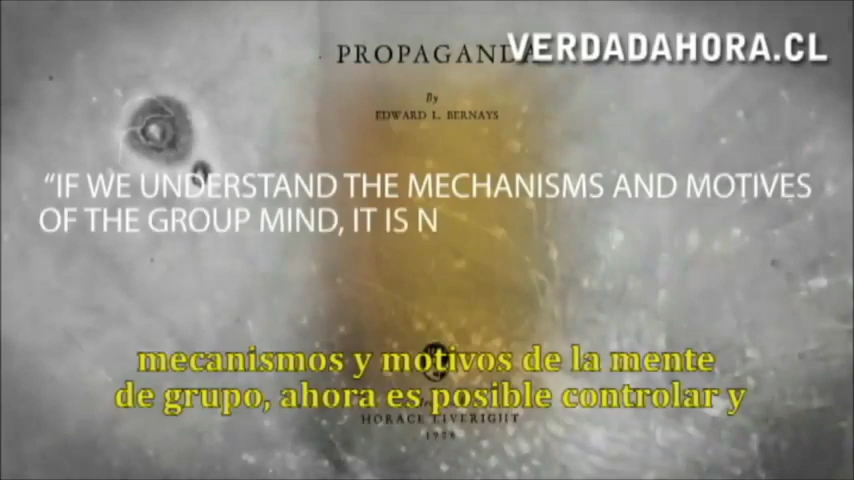 PROPAGANDA
VERDADAHORA.CL
By
EDWARD L. BERNAYS
“IF WE UNDERSTAND THE MECHANISMS AND MOTIVES
OF THE GROUP MIND, IT IS N
mecanismos y motivos de la mente
de grupo, ahora es posible controlar y
HORACE LIVERIGHT